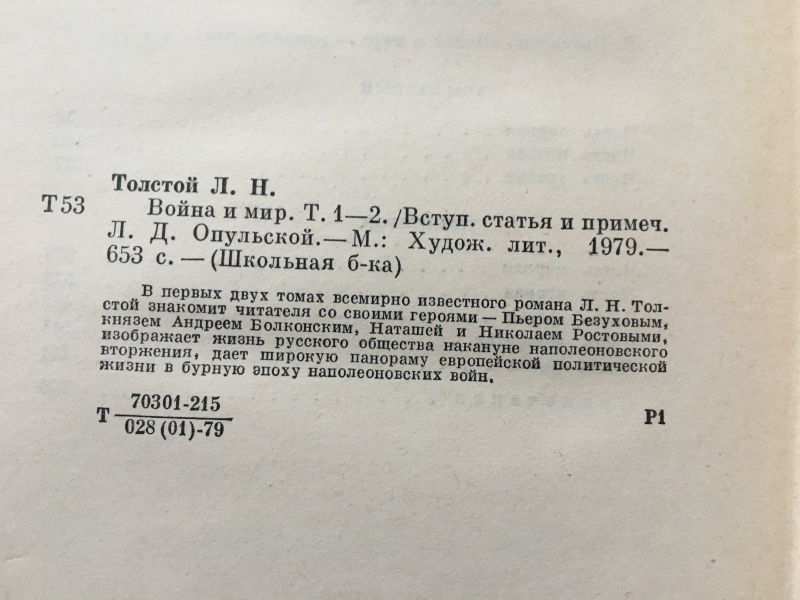 Толстой Л. Н.
Т 53 Война и мир. Т. 1—2. /Вступ. статья и примеч.
Л. Д. Опульской.— М.: Худож. лит., 1979.—
653 с. — (Школьная б-ка)
В первых двух томах всемирно известного романа Л. Н. Тол-
стой знакомит читателя со своими героями — Пьером Безуховым,
князем Андреем Болконским, Наташей и Николаем Ростовыми,
изображает жизнь русского общества накануне наполеоновского
вторжения, дает широкую панораму европейской политической
жизни в бурную эпоху наполеоновских войн.
70301-215
Т Р1
028 (01)-79